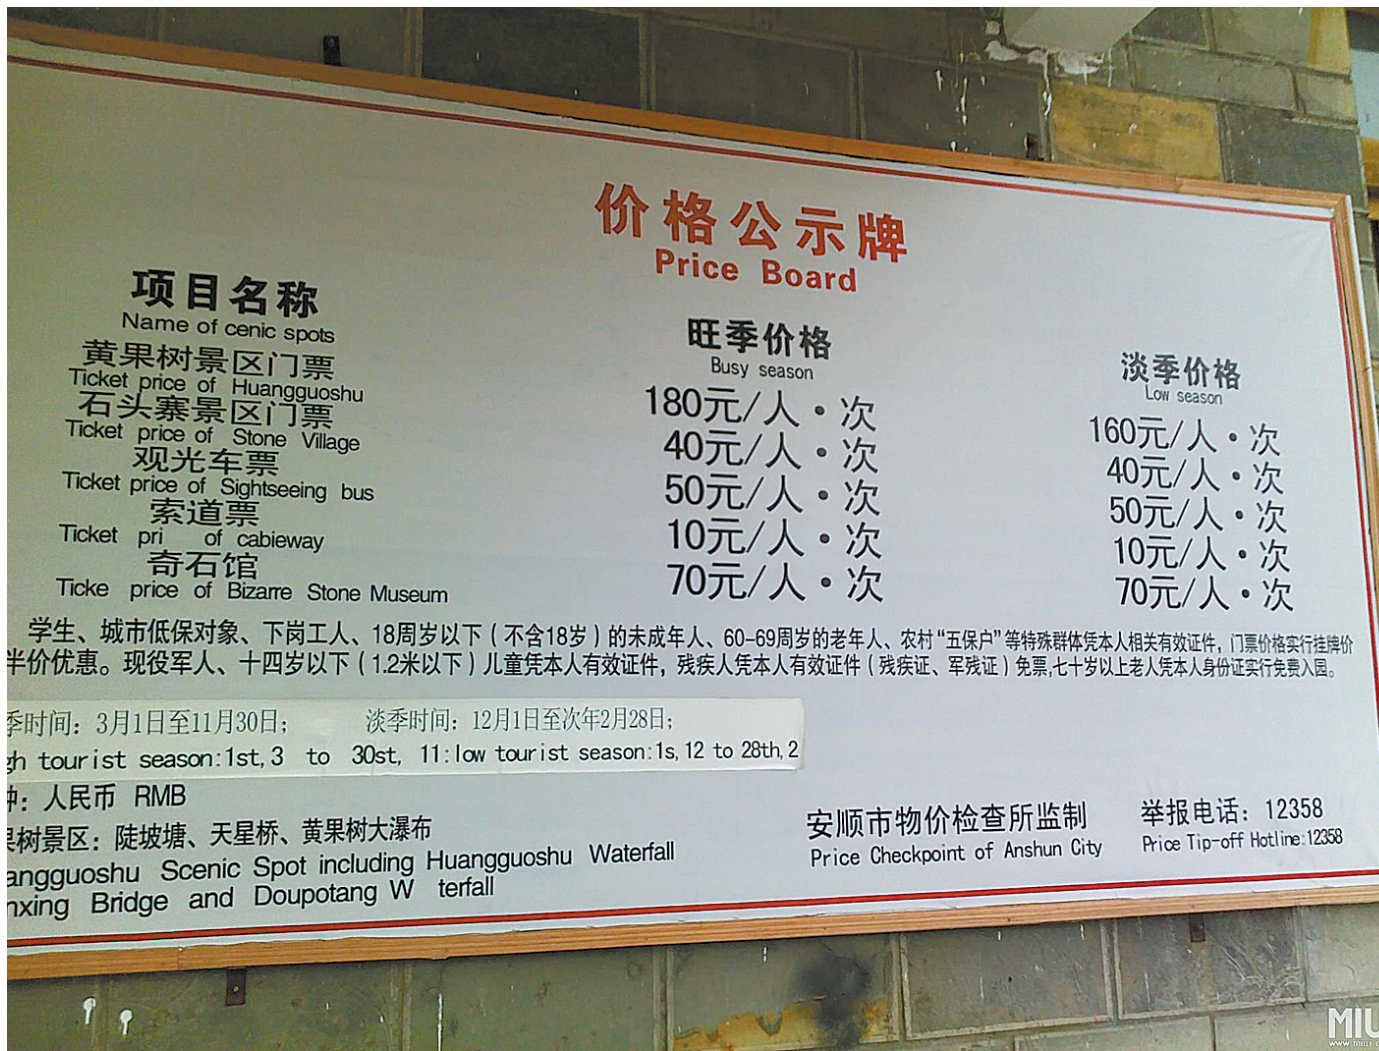 价格公示牌
Price Board
项目名称
Name of cenic spots
旺季价格
Busy season
淡季价格
Low season
黄果树景区门票
Ticket price of Huangguoshu
180元/人·次
160元/人·次
石头寨景区门票
Ticket price of Stone Village
40元/人·次
40元/人·次
观光车票
Ticket price of Sightseeing bus
50元/人·次
50元/人·次
索道票
Ticket pri of cabieway
10元/人·次
10元/人·次
奇石馆
Ticke price of Bizarre Stone Museum
70元/人·次
70元/人·次
学生、城市低保对象、下岗工人、18周岁以下（不含18岁）的未成年人、60-69周岁的老年人、农村“五保户”等特殊群体凭本人相关有效证件，门票价格实行挂牌价
半价优惠。现役军人、十四岁以下（1.2米以下）儿童凭本人有效证件，残疾人凭本人有效证件（残疾证、军残证）免票,七十岁以上老人凭本人身份证实行免费入园。
季时间：3月1日至11月30日； 淡季时间：12月1日至次年2月28日；
gh tourist season:1st,3 to 30st, 11:low tourist season:1s,12 to 28th,2
种：人民币 RMB
果树景区：陡坡塘、天星桥、黄果树大瀑布
angguoshu Scenic Spot including Huangguoshu Waterfall
nxing Bridge and Doupotang W terfall
安顺市物价检查所监制
Price Checkpoint of Anshun City
举报电话：12358
Price Tip-off Hotline:12358
MIU